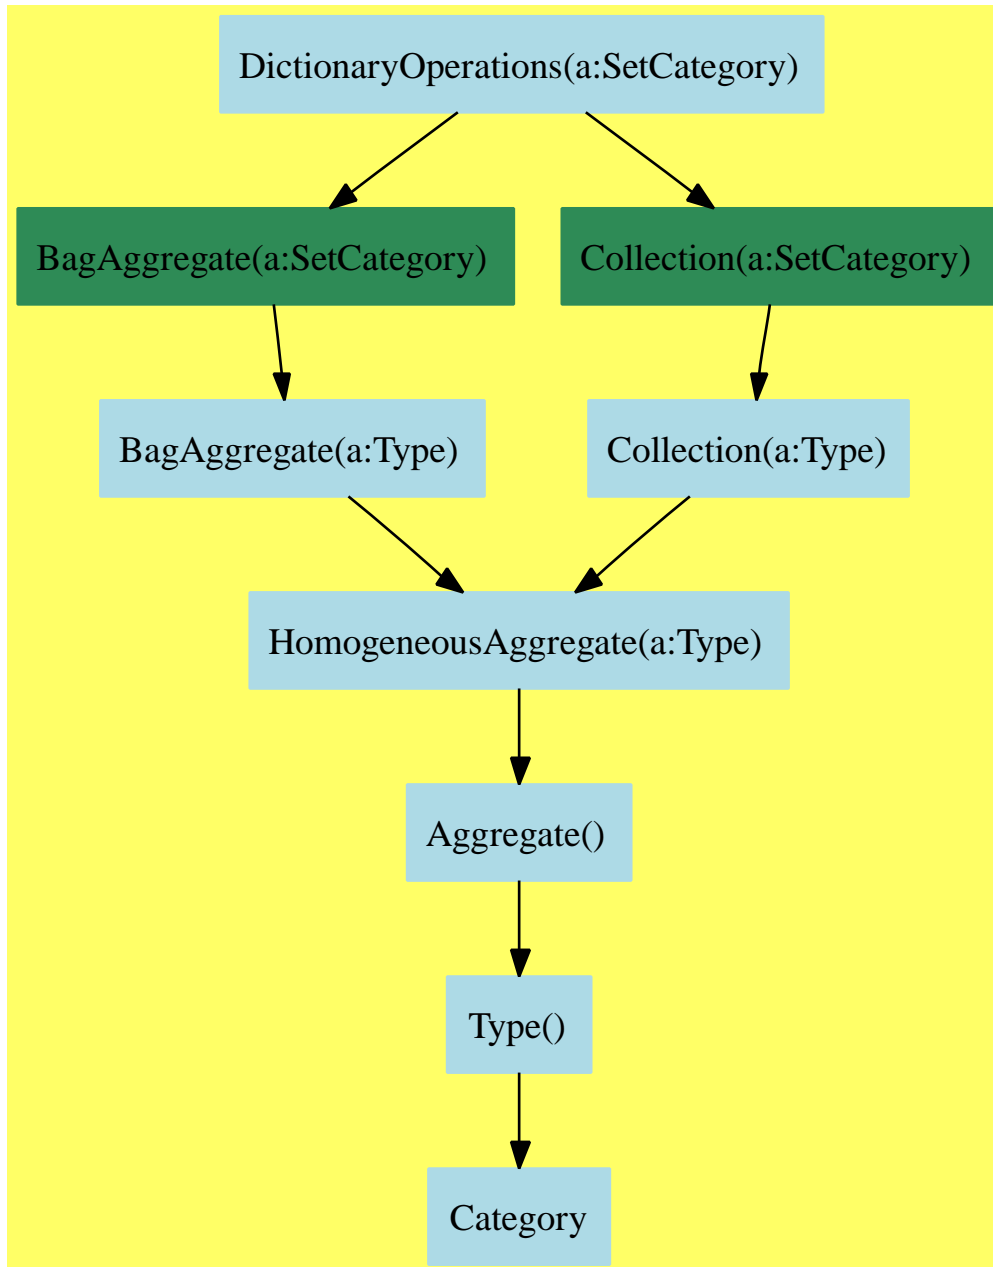 DictionaryOperations(a:SetCategory)
BagAggregate(a:SetCategory)
Collection(a:SetCategory)
BagAggregate(a:Type)
Collection(a:Type)
HomogeneousAggregate(a:Type)
Aggregate()
Type()
Category